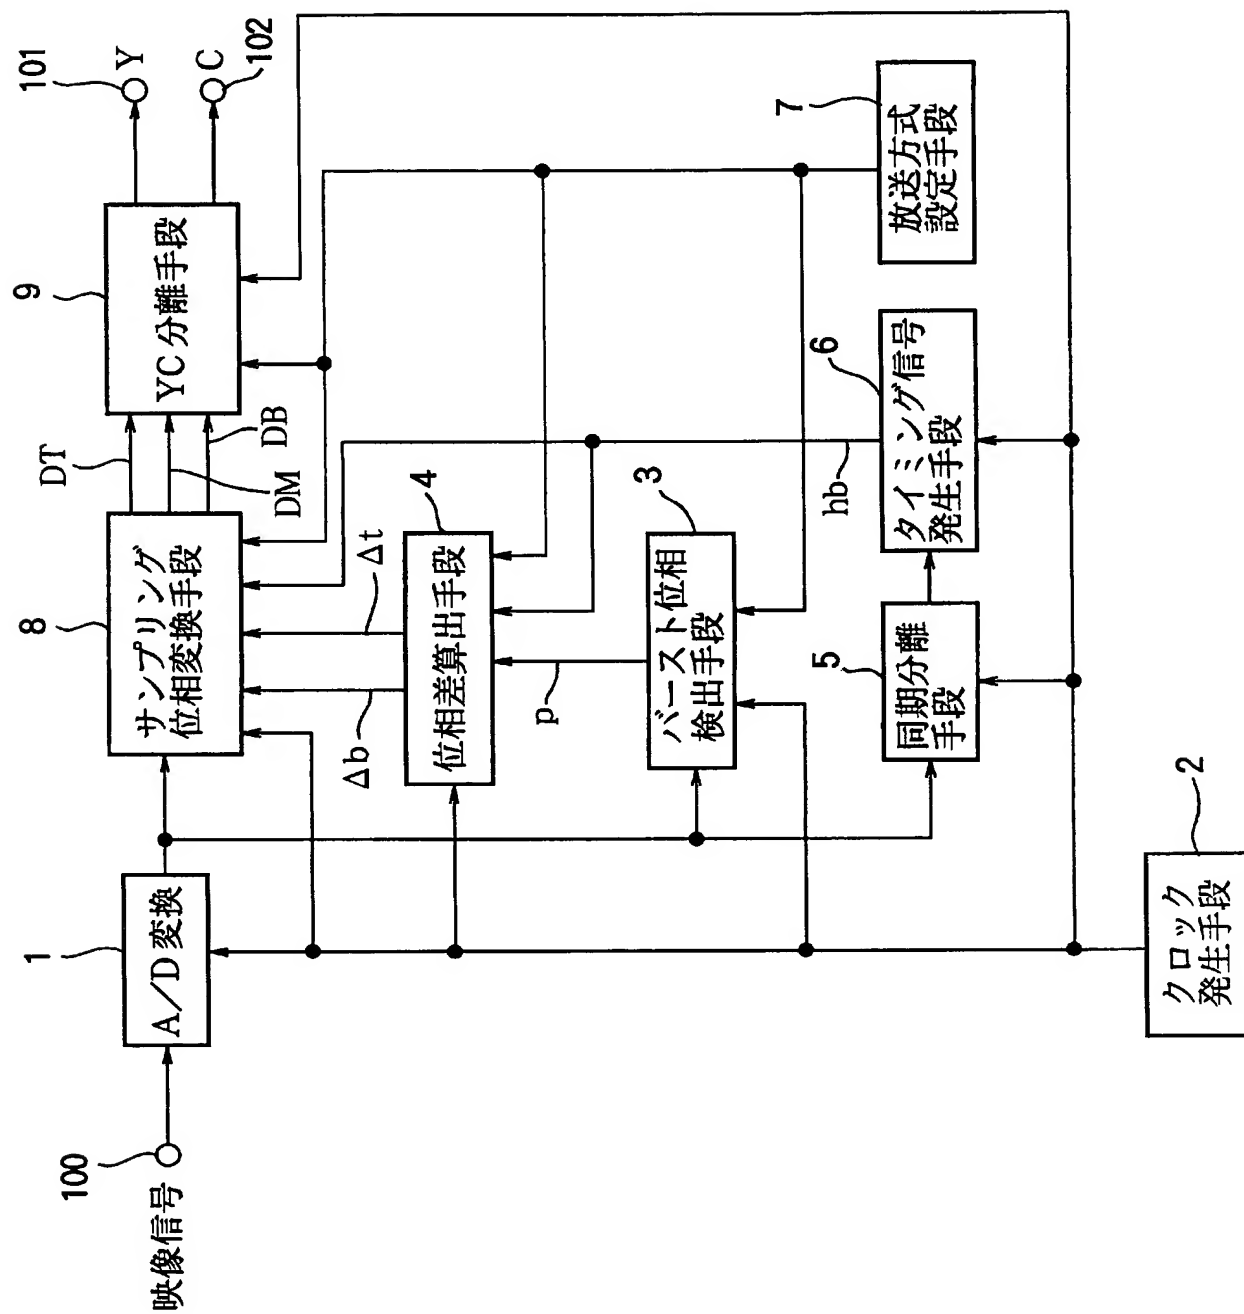 映像信号
100
1
A/D変換
8
サンプリング
位相変換手段
DT
DM
DB
9
YC分離手段
101
Y
C
102
Δb
Δt
4
位相差算出手段
p
3
バースト位相
検出手段
5
同期分離
手段
hb
6
タイミング信号
発生手段
7
放送方式
設定手段
2
クロック
発生手段